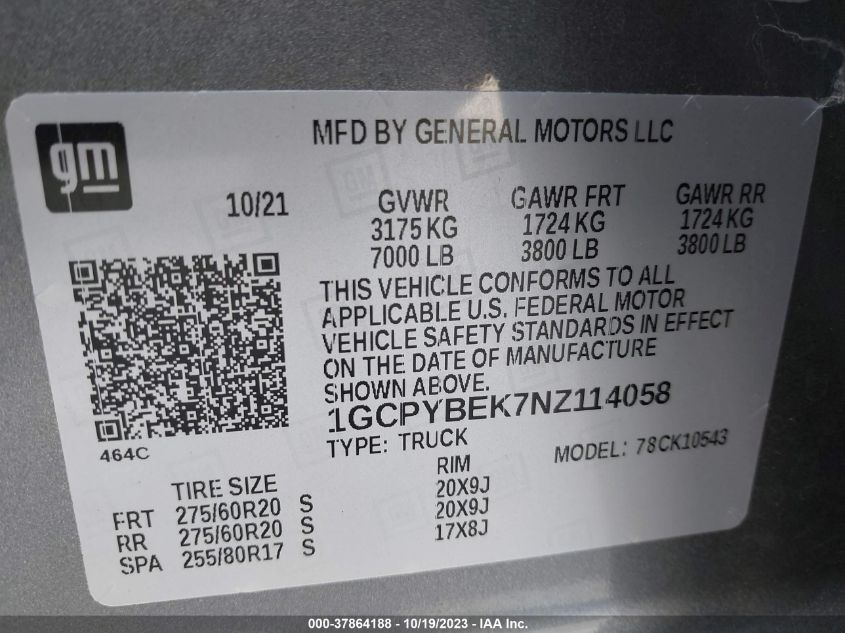 gm
MFD BY GENERAL MOTORS LLC
10/21
GVWR
3175 KG
7000 LB
GAWR FRT
1724 KG
3800 LB
GAWR RR
1724 KG
3800 LB
THIS VEHICLE CONFORMS TO ALL
APPLICABLE U.S. FEDERAL MOTOR
VEHICLE SAFETY STANDARDS IN EFFECT
ON THE DATE OF MANUFACTURE
SHOWN ABOVE.
1GCPYBEK7NZ114058
TYPE: TRUCK
MODEL: 78CK10543
464C
TIRE SIZE RIM
FRT 275/60R20 S 20X9J
RR 275/60R20 S 20X9J
SPA 255/80R17 S 17X8J
000-37864188 - 10/19/2023 - IAA Inc.